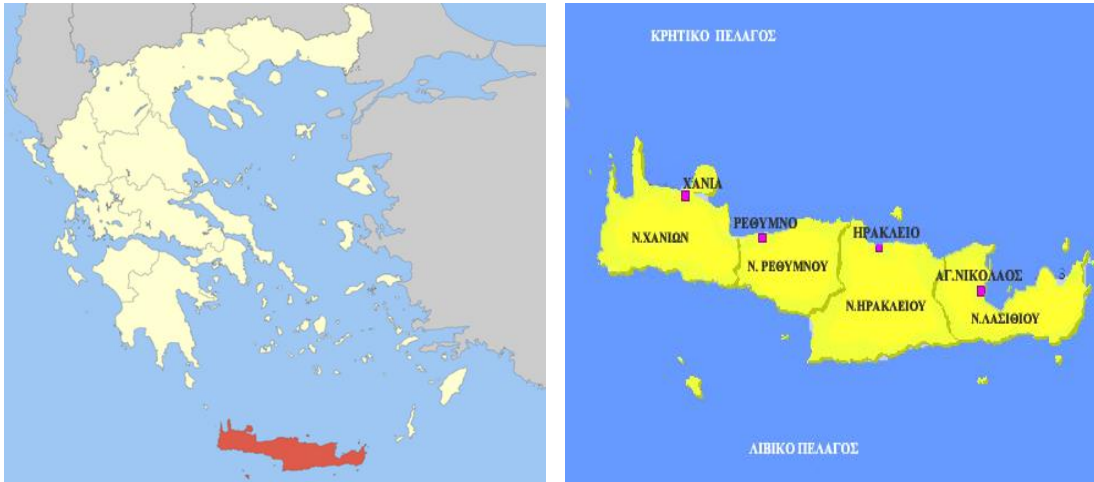 ΚΡΗΤΙΚΟ ΠΕΛΑΓΟΣ
ΧΑΝΙΑ
ΡΕΘΥΜΝΟ
ΗΡΑΚΛΕΙΟ
Ν.ΧΑΝΙΩΝ
Ν. ΡΕΘΥΜΝΟΥ
ΑΓ.ΝΙΚΟΛΑΟΣ
Ν.ΗΡΑΚΛΕΙΟΥ
Ν.ΛΑΣΙΘΙΟΥ
ΛΙΒΙΚΟ ΠΕΛΑΓΟΣ